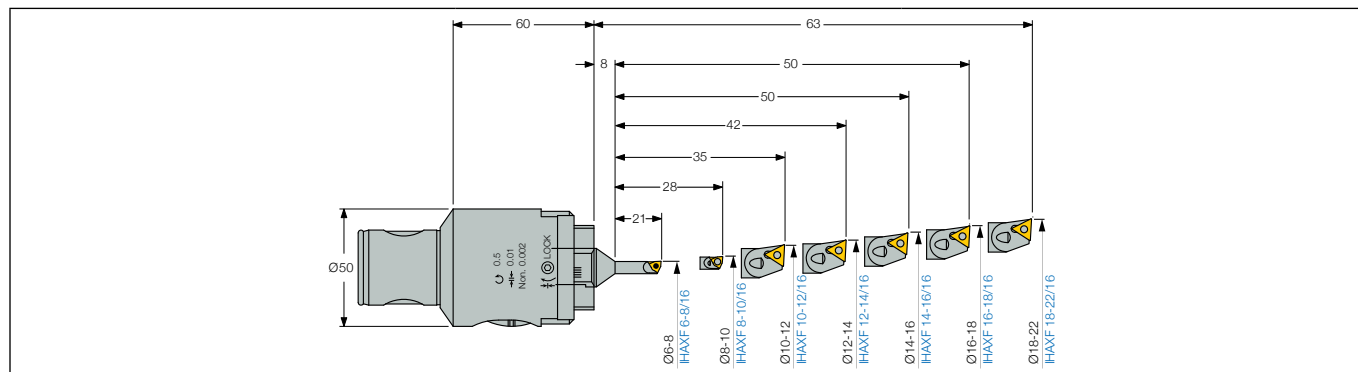 60
63
8
50
50
42
35
28
21
Ø50
0.5
0.01
Non. 0.002
LOCK
Ø6-8
IHAXF 6-8/16
Ø8-10
IHAXF 8-10/16
Ø10-12
IHAXF 10-12/16
Ø12-14
IHAXF 12-14/16
Ø14-16
IHAXF 14-16/16
Ø16-18
IHAXF 16-18/16
Ø18-22
IHAXF 18-22/16